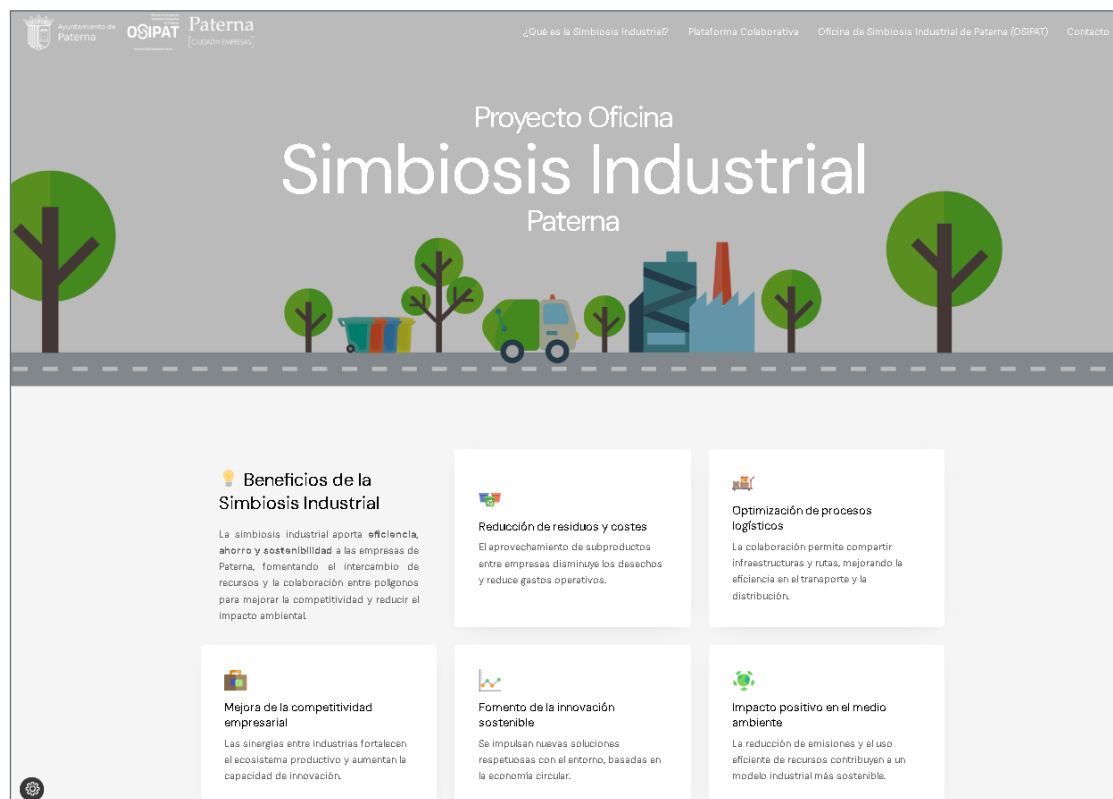 Ayuntamiento de
Paterna
OSIPAT
Paterna
[CIUDAD DE EMPRESAS]
¿Qué es la Simbiosis Industrial?
Plataforma Colaborativa
Oficina de Simbiosis Industrial de Paterna (OSIPAT)
Contacto
Proyecto Oficina
Simbiosis Industrial
Paterna
Beneficios de la
Simbiosis Industrial
La simbiosis industrial aporta eficiencia,
ahorro y sostenibilidad a las empresas de
Paterna, fomentando el intercambio de
recursos y la colaboración entre polígonos
para mejorar la competitividad y reducir el
impacto ambiental.
Reducción de residuos y costes
El aprovechamiento de subproductos
entre empresas disminuye los desechos
y reduce gastos operativos.
Optimización de procesos
logísticos
La colaboración permite compartir
infraestructuras y rutas, mejorando la
eficiencia en el transporte y la
distribución.
Mejora de la competitividad
empresarial
Las sinergias entre industrias fortalecen
el ecosistema productivo y aumentan la
capacidad de innovación.
Fomento de la innovación
sostenible
Se impulsan nuevas soluciones
respetuosas con el entorno, basadas en
la economía circular.
Impacto positivo en el medio
ambiente
La reducción de emisiones y el uso
eficiente de recursos contribuyen a un
modelo industrial más sostenible.